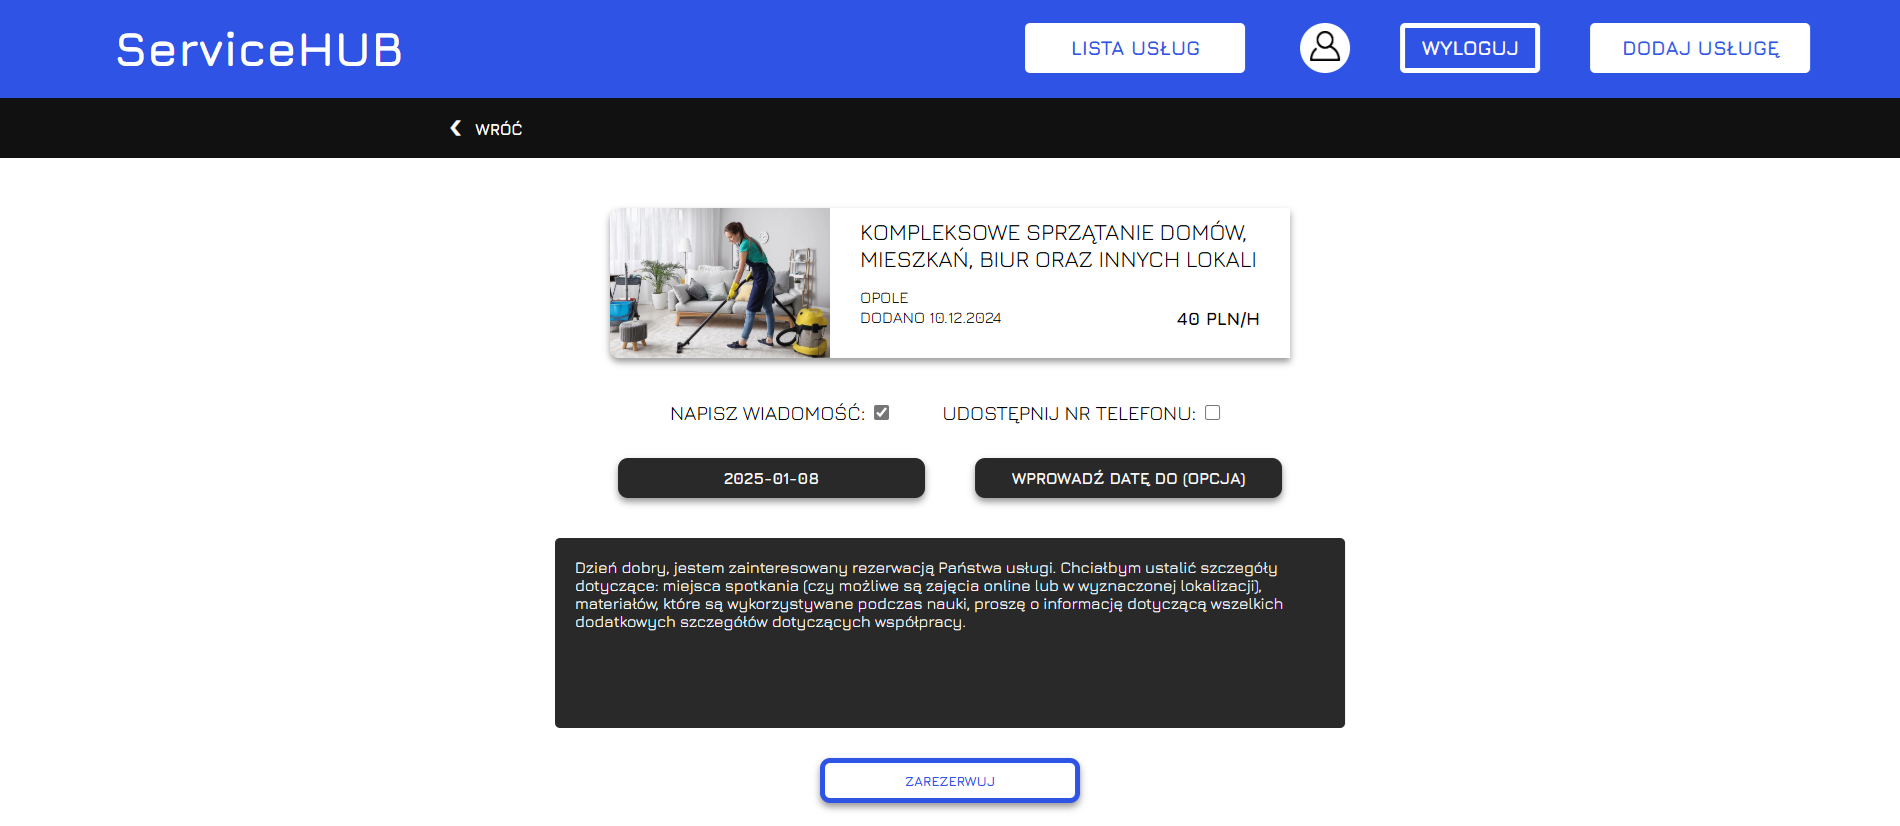 ServiceHUB
LISTA USŁUG
WYLOGUJ
DODAJ USŁUGĘ
WRÓĆ
KOMPLEKSOWE SPRZĄTANIE DOMÓW,
MIESZKAŃ, BIUR ORAZ INNYCH LOKALI
OPOLE
DODANO 10.12.2024
40 PLN/H
NAPISZ WIADOMOŚĆ:
UDOSTĘPNIJ NR TELEFONU:
2025-01-08
WPROWADŹ DATĘ DO (OPCJA)
Dzień dobry, jestem zainteresowany rezerwacją Państwa usługi. Chciałbym ustalić szczegóły
dotyczące: miejsca spotkania (czy możliwe są zajęcia online lub w wyznaczonej lokalizacji),
materiałów, które są wykorzystywane podczas nauki, proszę o informację dotyczącą wszelkich
dodatkowych szczegółów dotyczących współpracy.
ZAREZERWUJ